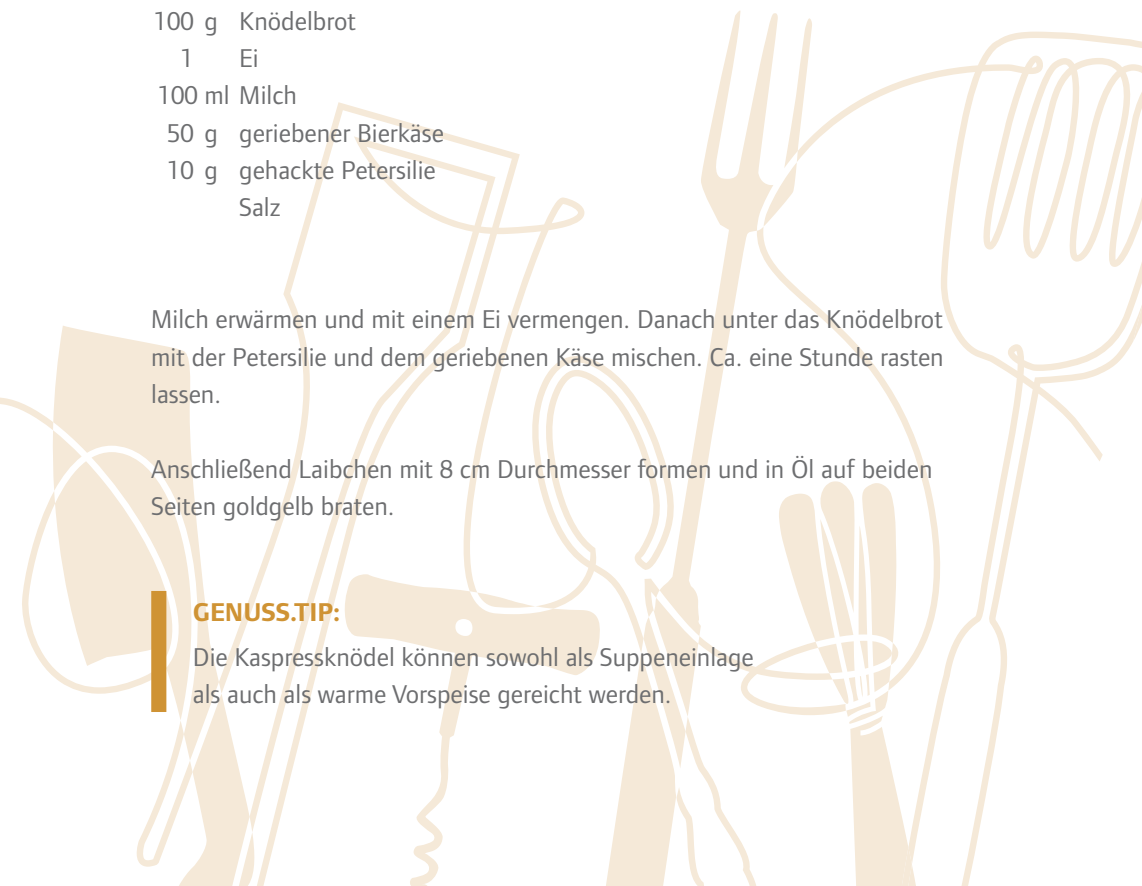 100 g Knödelbrot
1 Ei
100 ml Milch
50 g geriebener Bierkäse
10 g gehackte Petersilie
Salz
Milch erwärmen und mit einem Ei vermengen. Danach unter das Knödelbrot
mit der Petersilie und dem geriebenen Käse mischen. Ca. eine Stunde rasten
lassen.
Anschließend Laibchen mit 8 cm Durchmesser formen und in Öl auf beiden
Seiten goldgelb braten.
GENUSS.TIP:
Die Kaspressknödel können sowohl als Suppeneinlage
als auch als warme Vorspeise gereicht werden.